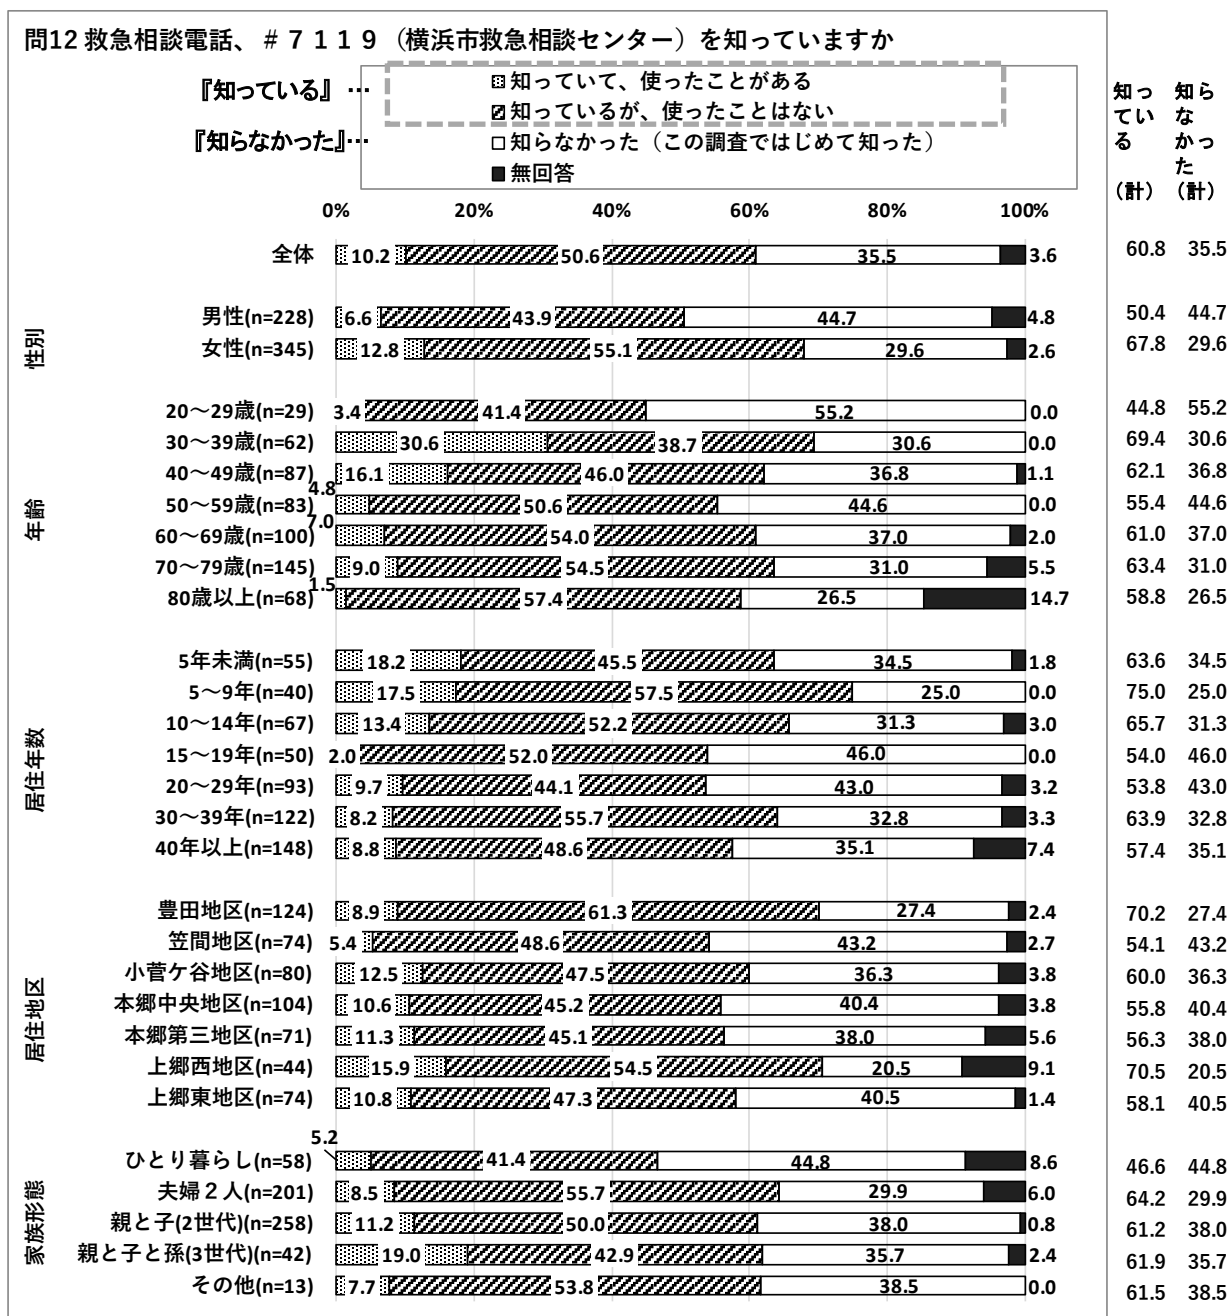 問12 救急相談電話、＃７１１９（横浜市救急相談センター）を知っていますか
『知っている』… 知っていて、使ったことがある
知っているが、使ったことはない
『知らなかった』… 知らなかった（この調査ではじめて知った）
無回答
知っている（計） 知らなかった（計）
0% 20% 40% 60% 80% 100%
全体 10.2 50.6 35.5 3.6 60.8 35.5
性別
男性(n=228) 6.6 43.9 44.7 4.8 50.4 44.7
女性(n=345) 12.8 55.1 29.6 2.6 67.8 29.6
年齢
20～29歳(n=29) 3.4 41.4 55.2 0.0 44.8 55.2
30～39歳(n=62) 30.6 38.7 30.6 0.0 69.4 30.6
40～49歳(n=87) 16.1 46.0 36.8 1.1 62.1 36.8
50～59歳(n=83) 4.8 50.6 44.6 0.0 55.4 44.6
60～69歳(n=100) 7.0 54.0 37.0 2.0 61.0 37.0
70～79歳(n=145) 9.0 54.5 31.0 5.5 63.4 31.0
80歳以上(n=68) 1.5 57.4 26.5 14.7 58.8 26.5
居住年数
5年未満(n=55) 18.2 45.5 34.5 1.8 63.6 34.5
5～9年(n=40) 17.5 57.5 25.0 0.0 75.0 25.0
10～14年(n=67) 13.4 52.2 31.3 3.0 65.7 31.3
15～19年(n=50) 2.0 52.0 46.0 0.0 54.0 46.0
20～29年(n=93) 9.7 44.1 43.0 3.2 53.8 43.0
30～39年(n=122) 8.2 55.7 32.8 3.3 63.9 32.8
40年以上(n=148) 8.8 48.6 35.1 7.4 57.4 35.1
居住地区
豊田地区(n=124) 8.9 61.3 27.4 2.4 70.2 27.4
笠間地区(n=74) 5.4 48.6 43.2 2.7 54.1 43.2
小菅ケ谷地区(n=80) 12.5 47.5 36.3 3.8 60.0 36.3
本郷中央地区(n=104) 10.6 45.2 40.4 3.8 55.8 40.4
本郷第三地区(n=71) 11.3 45.1 38.0 5.6 56.3 38.0
上郷西地区(n=44) 15.9 54.5 20.5 9.1 70.5 20.5
上郷東地区(n=74) 10.8 47.3 40.5 1.4 58.1 40.5
家族形態
ひとり暮らし(n=58) 5.2 41.4 44.8 8.6 46.6 44.8
夫婦２人(n=201) 8.5 55.7 29.9 6.0 64.2 29.9
親と子(2世代)(n=258) 11.2 50.0 38.0 0.8 61.2 38.0
親と子と孫(3世代)(n=42) 19.0 42.9 35.7 2.4 61.9 35.7
その他(n=13) 7.7 53.8 38.5 0.0 61.5 38.5